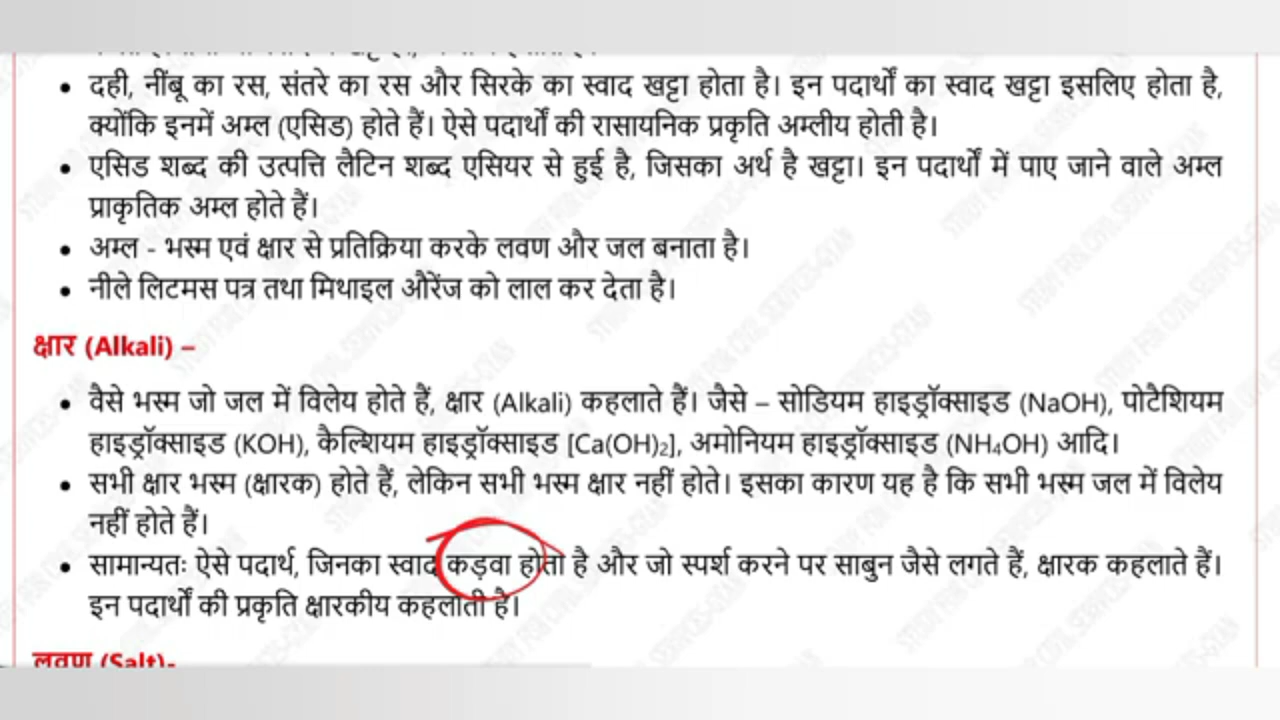 • दही, नींबू का रस, संतरे का रस और सिरके का स्वाद खट्टा होता है। इन पदार्थों का स्वाद खट्टा इसलिए होता है,
क्योंकि इनमें अम्ल (एसिड) होते हैं। ऐसे पदार्थों की रासायनिक प्रकृति अम्लीय होती है।
• एसिड शब्द की उत्पत्ति लैटिन शब्द एसियर से हुई है, जिसका अर्थ है खट्टा। इन पदार्थों में पाए जाने वाले अम्ल
प्राकृतिक अम्ल होते हैं।
• अम्ल - भस्म एवं क्षार से प्रतिक्रिया करके लवण और जल बनाता है।
• नीले लिटमस पत्र तथा मिथाइल औरेंज को लाल कर देता है।
क्षार (Alkali) –
• वैसे भस्म जो जल में विलेय होते हैं, क्षार (Alkali) कहलाते हैं। जैसे – सोडियम हाइड्रॉक्साइड (NaOH), पोटैशियम
हाइड्रॉक्साइड (KOH), कैल्शियम हाइड्रॉक्साइड [Ca(OH)₂], अमोनियम हाइड्रॉक्साइड (NH₄OH) आदि।
• सभी क्षार भस्म (क्षारक) होते हैं, लेकिन सभी भस्म क्षार नहीं होते। इसका कारण यह है कि सभी भस्म जल में विलेय
नहीं होते हैं।
• सामान्यतः ऐसे पदार्थ, जिनका स्वाद कड़वा होता है और जो स्पर्श करने पर साबुन जैसे लगते हैं, क्षारक कहलाते हैं।
इन पदार्थों की प्रकृति क्षारकीय कहलाती है।
लवण (Salt)-